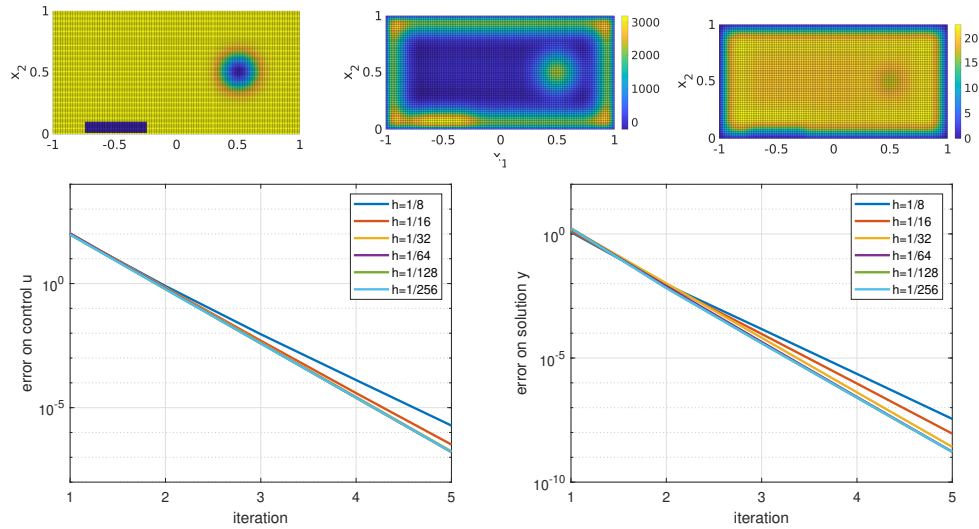 1
0.5
0
x2
-1
-0.5
0
0.5
1
1
0.5
0
x2
-1
-0.5
0
0.5
1
3000
2000
1000
0
1
0.5
0
x2
-1
-0.5
0
0.5
1
20
15
10
5
0
error on control u
10^0
10^-5
1
2
3
4
5
iteration
h=1/8
h=1/16
h=1/32
h=1/64
h=1/128
h=1/256
error on solution y
10^0
10^-5
10^-10
1
2
3
4
5
iteration
h=1/8
h=1/16
h=1/32
h=1/64
h=1/128
h=1/256